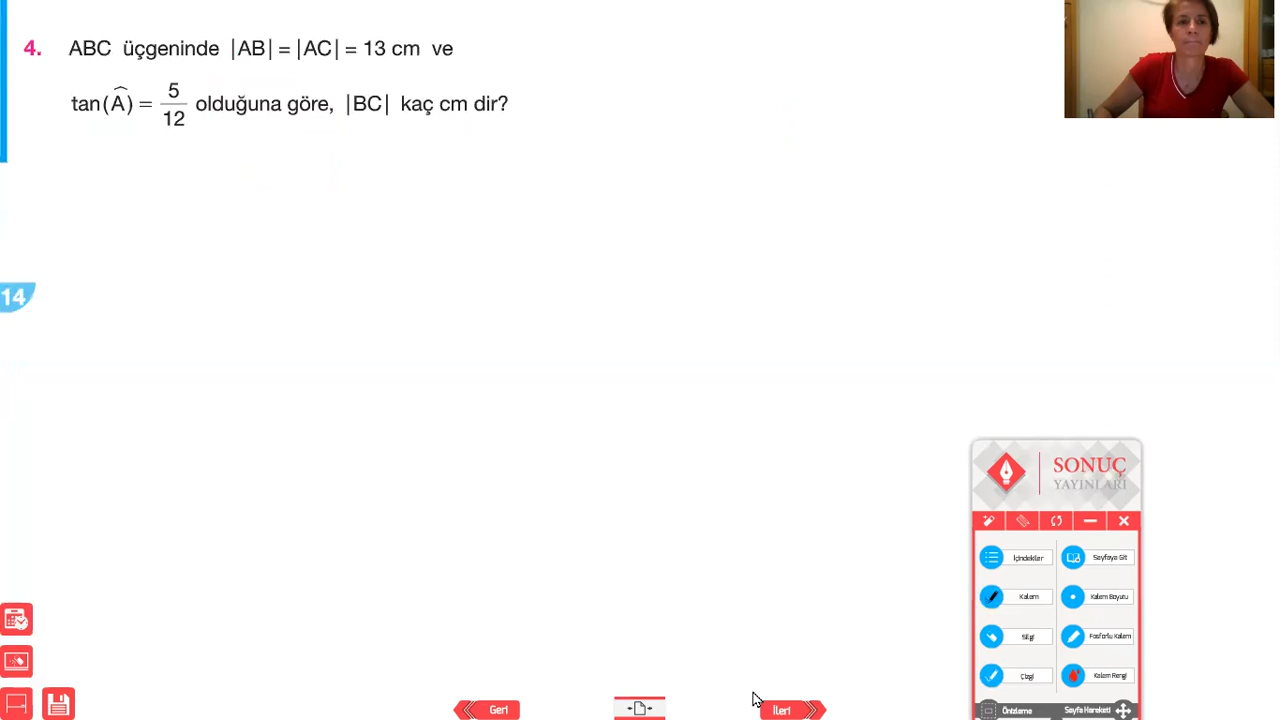 4. ABC üçgeninde |AB| = |AC| = 13 cm ve
tan(Â) = 5/12 olduğuna göre, |BC| kaç cm dir?
14
SONUÇ
YAYINLARI
İçindekiler
Sayfaya Git
Kalem
Kalem Boyutu
Silgi
Fosforlu Kalem
Çizgi
Kalem Rengi
Önizleme
Sayfa Hareketi
Geri
İleri